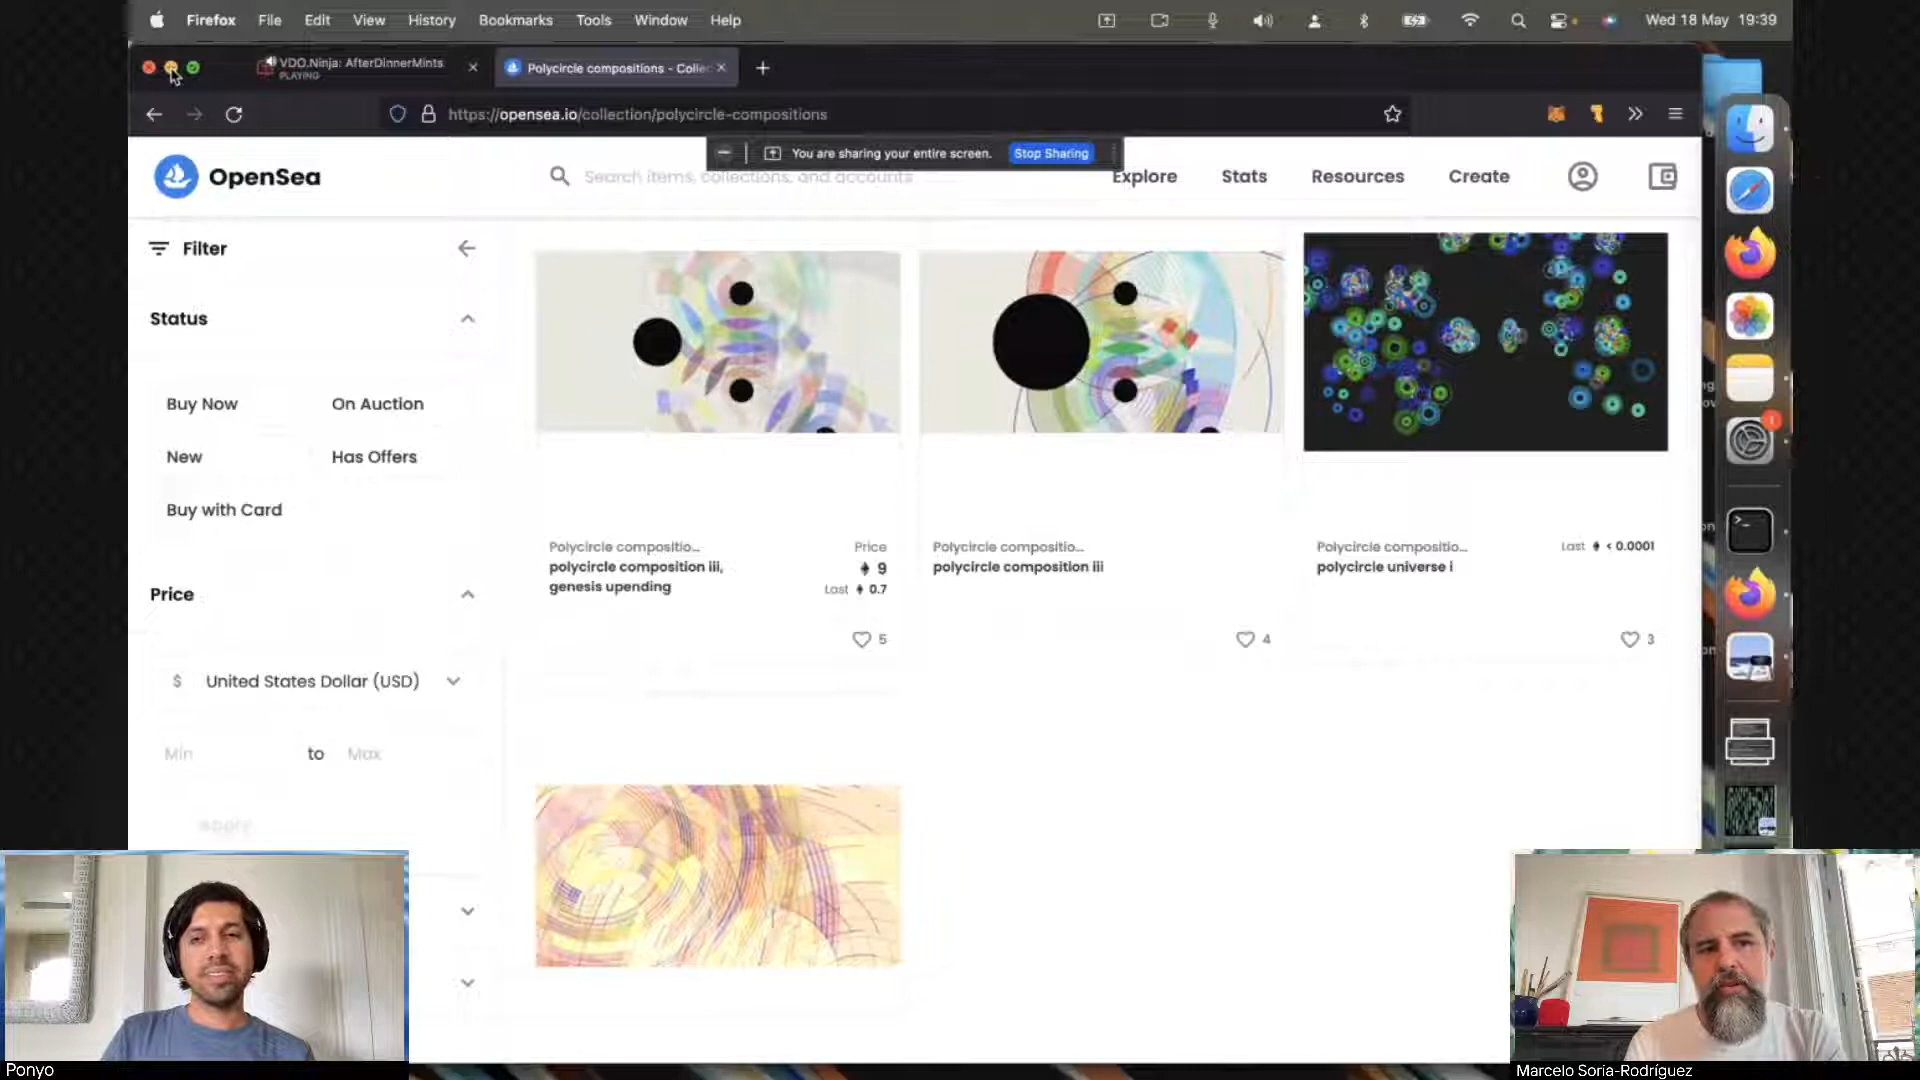 Firefox File Edit View History Bookmarks Tools Window Help Wed 18 May 19:39
VDO.Ninja: AfterDinnerMints
PLAYING
Polycircle compositions - Collec
https://opensea.io/collection/polycircle-compositions
You are sharing your entire screen. Stop Sharing
OpenSea
Search items, collections, and accounts
Explore Stats Resources Create
Filter
Status
Buy Now On Auction
New Has Offers
Buy with Card
Price
$ United States Dollar (USD)
Min to Max
Apply
Polycircle compositio... Price
polycircle composition iii, 9
genesis upending Last 0.7
5
Polycircle compositio...
polycircle composition iii
4
Polycircle compositio... Last < 0.0001
polycircle universe i
3
1
Ponyo
Marcelo Soria-Rodríguez